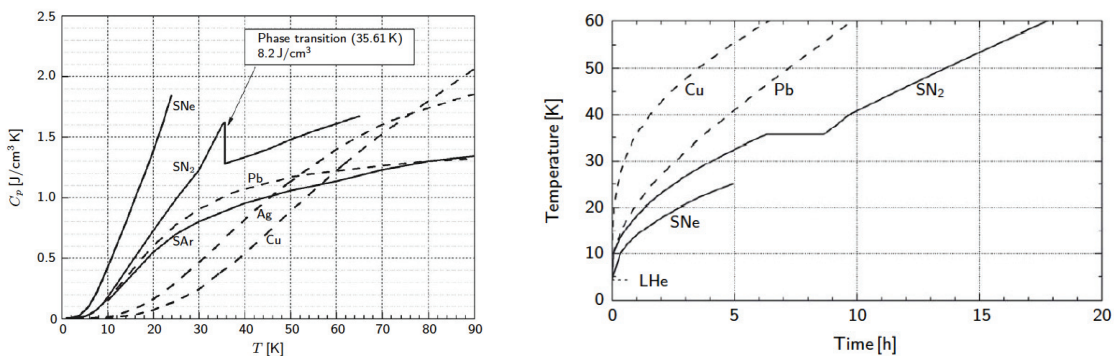 Phase transition (35.61 K)
8.2 J/cm³
2.5
2.0
1.5
1.0
0.5
0
Cₚ [J/cm³ K]
SNe
SN₂
Pb
Ag
SAr
Cu
0
10
20
30
40
50
60
70
80
90
T [K]
60
50
40
30
20
10
0
Temperature [K]
Cu
Pb
SN₂
SNe
LHe
0
5
10
15
20
Time [h]